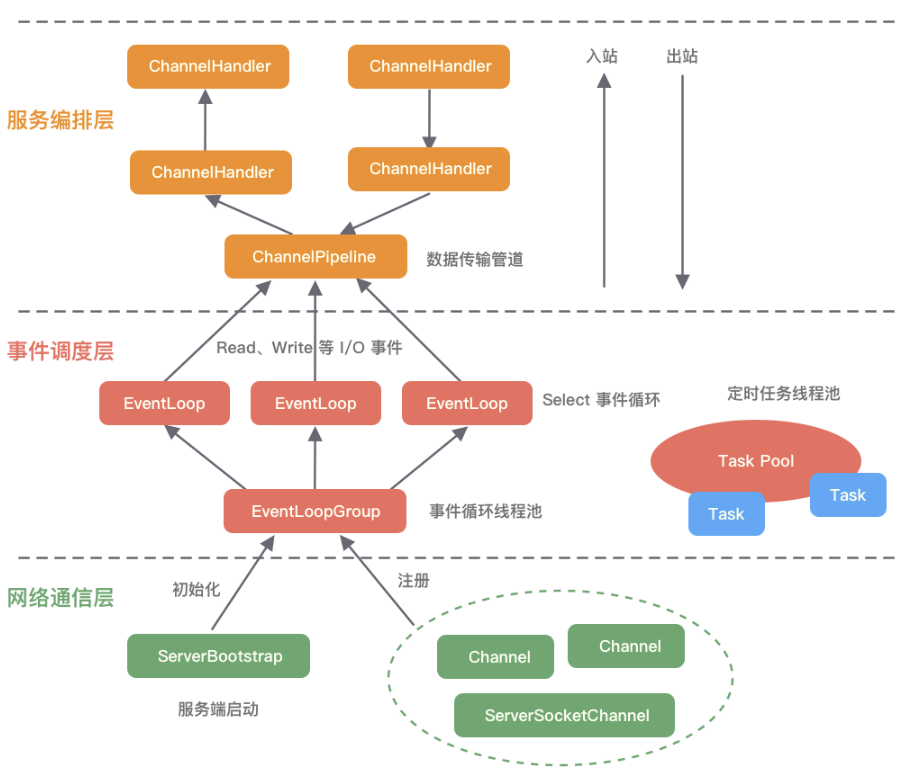 入站
出站
ChannelHandler
ChannelHandler
服务编排层
ChannelHandler
ChannelHandler
ChannelPipeline
数据传输管道
事件调度层
Read、Write 等 I/O 事件
EventLoop
EventLoop
EventLoop
Select 事件循环
定时任务线程池
Task Pool
Task
Task
EventLoopGroup
事件循环线程池
网络通信层
初始化
注册
ServerBootstrap
服务端启动
Channel
Channel
ServerSocketChannel